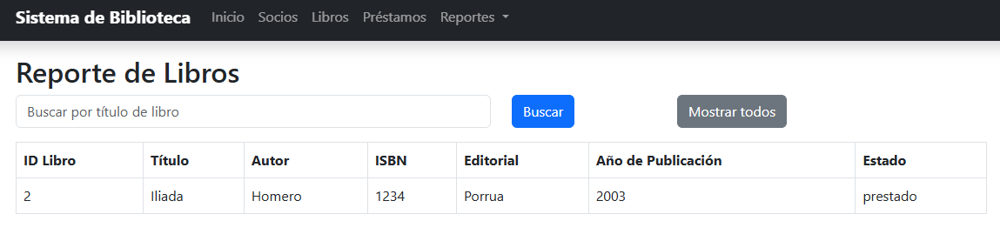 Sistema de Biblioteca Inicio Socios Libros Préstamos Reportes
Reporte de Libros
Buscar por título de libro Buscar Mostrar todos
ID Libro Título Autor ISBN Editorial Año de Publicación Estado
2 Iliada Homero 1234 Porrua 2003 prestado